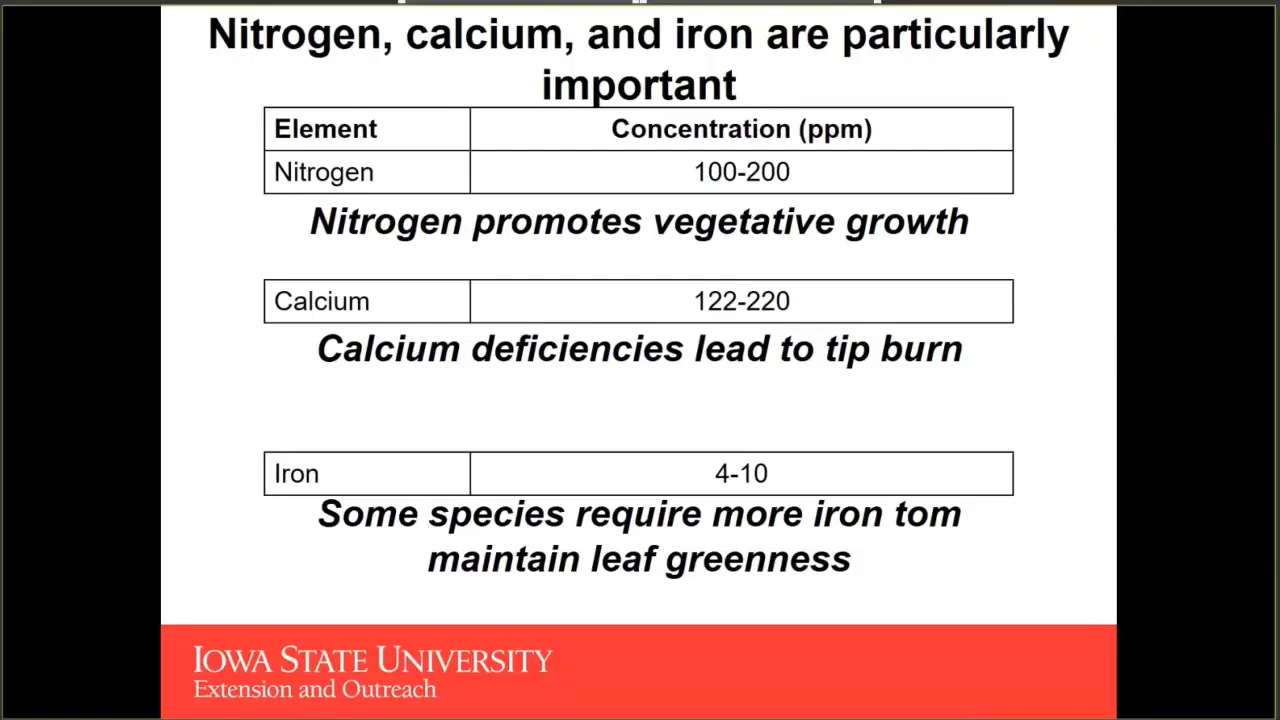 Nitrogen, calcium, and iron are particularly
important
Element Concentration (ppm)
Nitrogen 100-200
Nitrogen promotes vegetative growth
Calcium 122-220
Calcium deficiencies lead to tip burn
Iron 4-10
Some species require more iron tom
maintain leaf greenness
IOWA STATE UNIVERSITY
Extension and Outreach